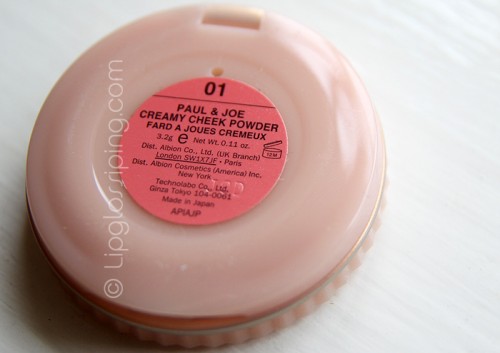 01
PAUL & JOE
CREAMY CHEEK POWDER
FARD A JOUES CREMEUX
3.2g e Net Wt. 0.11 oz.
Dist. Albion Co., Ltd. (UK Branch)
London SW1X7JF · Paris
12M
Dist. Albion Cosmetics (America) Inc.
New York
Technolabo Co., Ltd.
Ginza Tokyo 104-0061
Made in Japan
© Lipglossiping.com